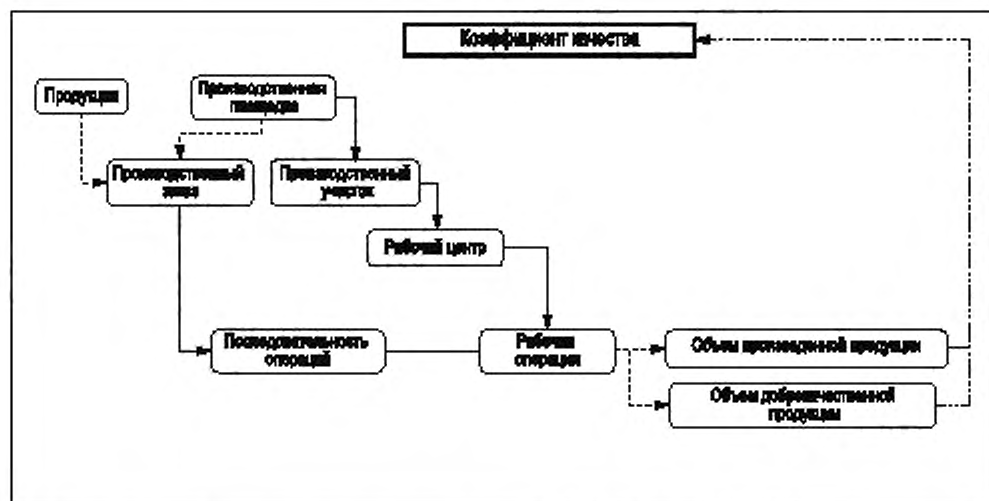 Коэффициент качества
Продукция
Производственная
площадка
Производственный
заказ
Производственный
участок
Рабочий центр
Последовательность
операций
Рабочая
операция
Объем произведенной продукции
Объем доброкачественной
продукции